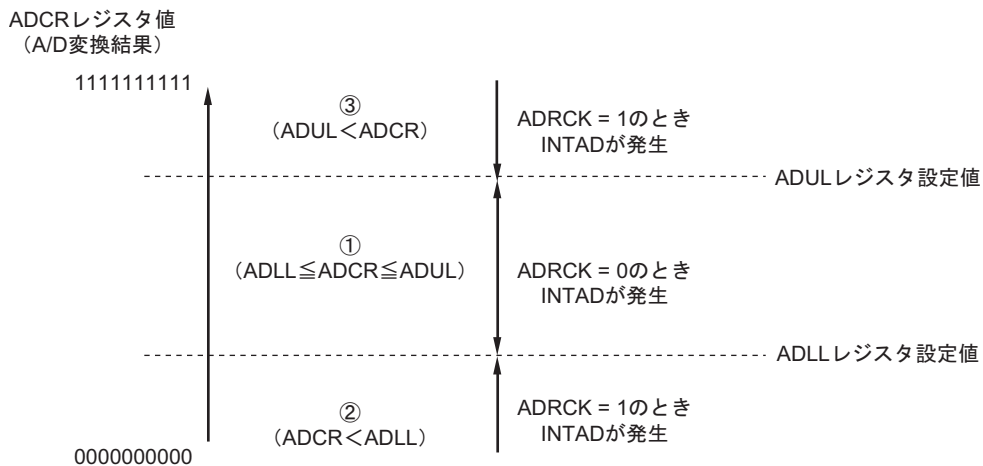 ADCRレジスタ値
（A/D変換結果）
1111111111
③
（ADUL＜ADCR）
ADRCK = 1のとき
INTADが発生
ADULレジスタ設定値
①
（ADLL≦ADCR≦ADUL）
ADRCK = 0のとき
INTADが発生
ADLLレジスタ設定値
②
（ADCR＜ADLL）
ADRCK = 1のとき
INTADが発生
0000000000